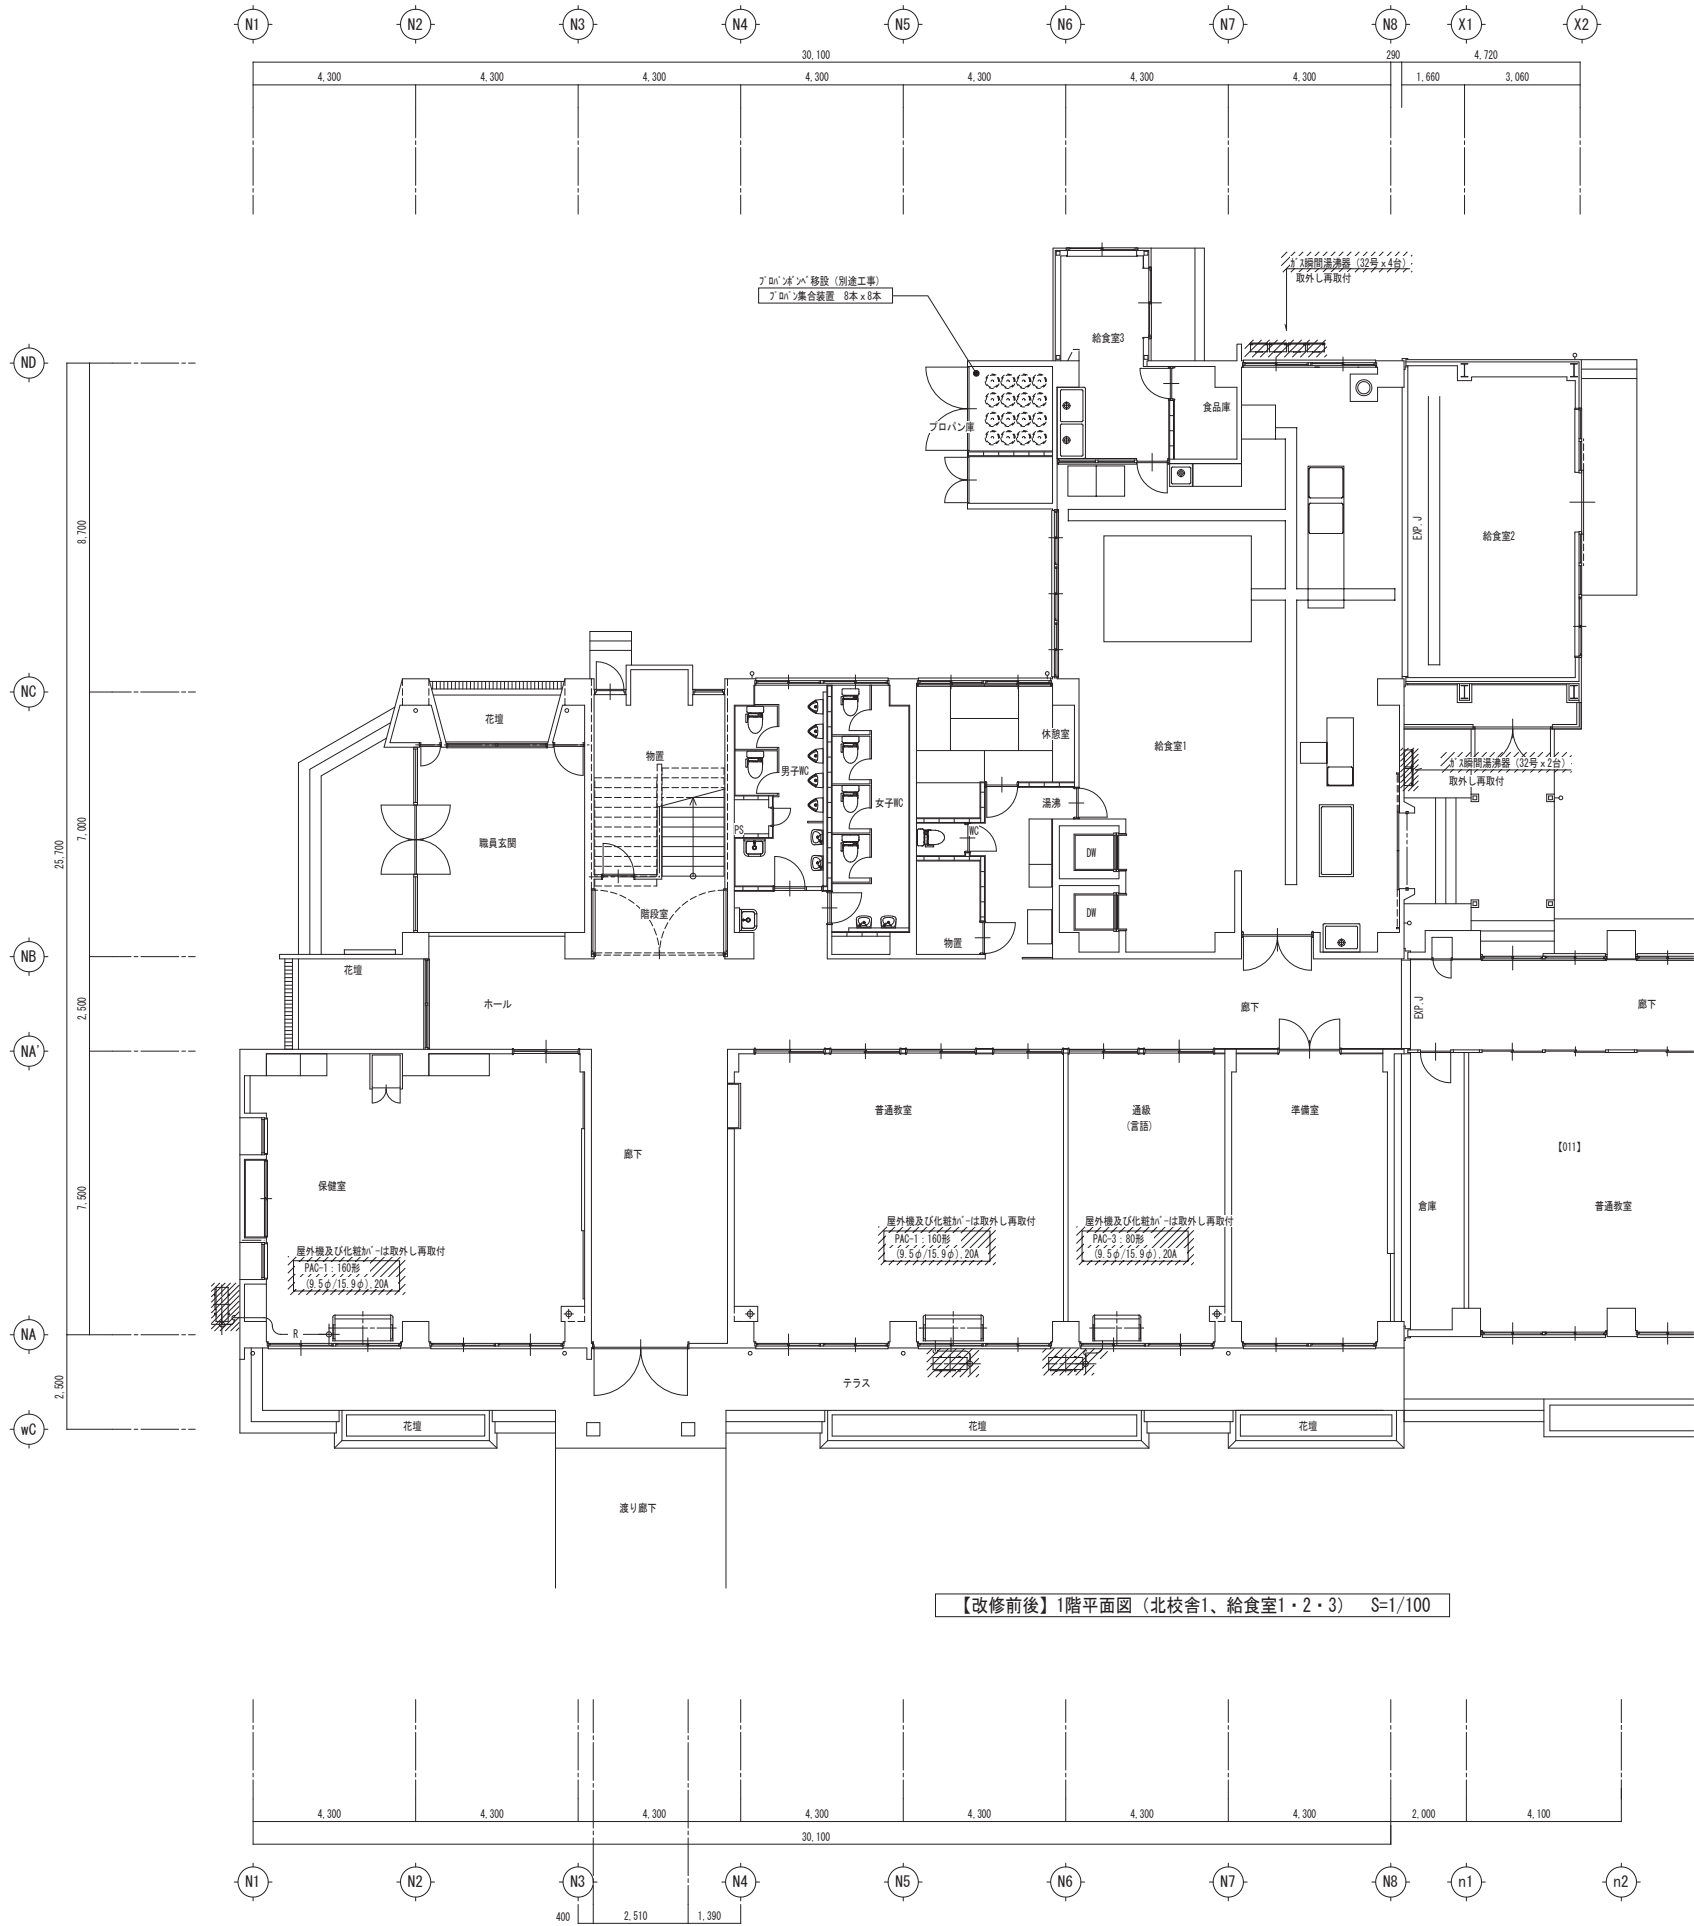 N1 N2 N3 N4 N5 N6 N7 N8 X1 X2
30,100 290 4,720
4,300 4,300 4,300 4,300 4,300 4,300 4,300 1,660 3,060
ガス瞬間湯沸器（32号ｘ4台）
取外し再取付
プロパンボンベ移設（別途工事）
プロパン集合装置 8本ｘ8本
給食室3
ND
食品庫
プロパン庫
8,700
EXP.J
給食室2
NC
花壇
物置
休憩室
給食室1
ガス瞬間湯沸器（32号ｘ2台）
取外し再取付
男子WC
女子WC
湯沸
PS
WC
7,000
25,700
職員玄関
DW
DW
階段室
物置
NB
花壇
2,500
ホール
廊下
EXP.J
廊下
NA'
普通教室
通級
（言語）
準備室
廊下
【011】
保健室
7,500
倉庫
普通教室
屋外機及び化粧ｶﾊﾞｰは取外し再取付
PAC-1：160形
(9.5φ/15.9φ),20A
屋外機及び化粧ｶﾊﾞｰは取外し再取付
PAC-3：80形
(9.5φ/15.9φ),20A
屋外機及び化粧ｶﾊﾞｰは取外し再取付
PAC-1：160形
(9.5φ/15.9φ),20A
NA
R
2,500
テラス
wC
花壇
花壇
花壇
渡り廊下
【改修前後】1階平面図（北校舎1、給食室1・2・3） S=1/100
4,300 4,300 4,300 4,300 4,300 4,300 4,300 2,000 4,100
30,100
N1 N2 N3 N4 N5 N6 N7 N8 n1 n2
400 2,510 1,390